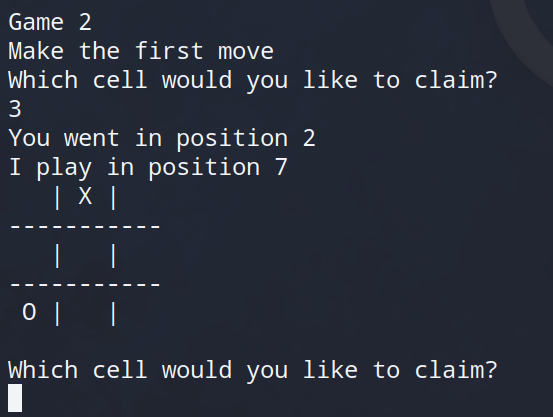 Game 2
Make the first move
Which cell would you like to claim?
3
You went in position 2
I play in position 7
   | X |
-----------
   |   |
-----------
 O |   |
Which cell would you like to claim?